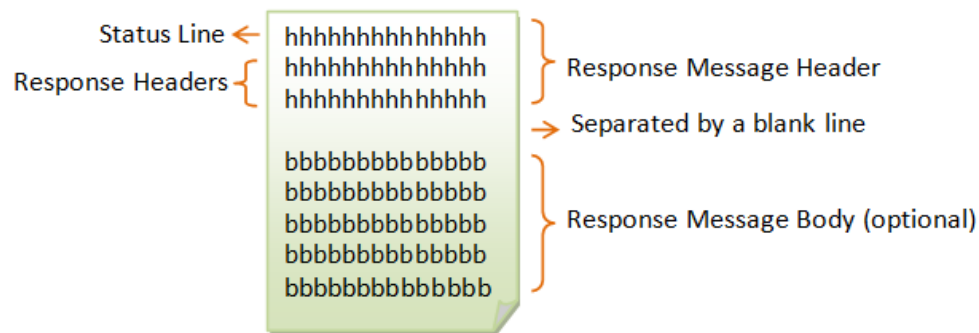 Status Line
Response Headers
hhhhhhhhhhhhhh
hhhhhhhhhhhhhh
hhhhhhhhhhhhhh
Response Message Header
Separated by a blank line
bbbbbbbbbbbbbb
bbbbbbbbbbbbbb
bbbbbbbbbbbbbb
bbbbbbbbbbbbbb
bbbbbbbbbbbbbb
Response Message Body (optional)